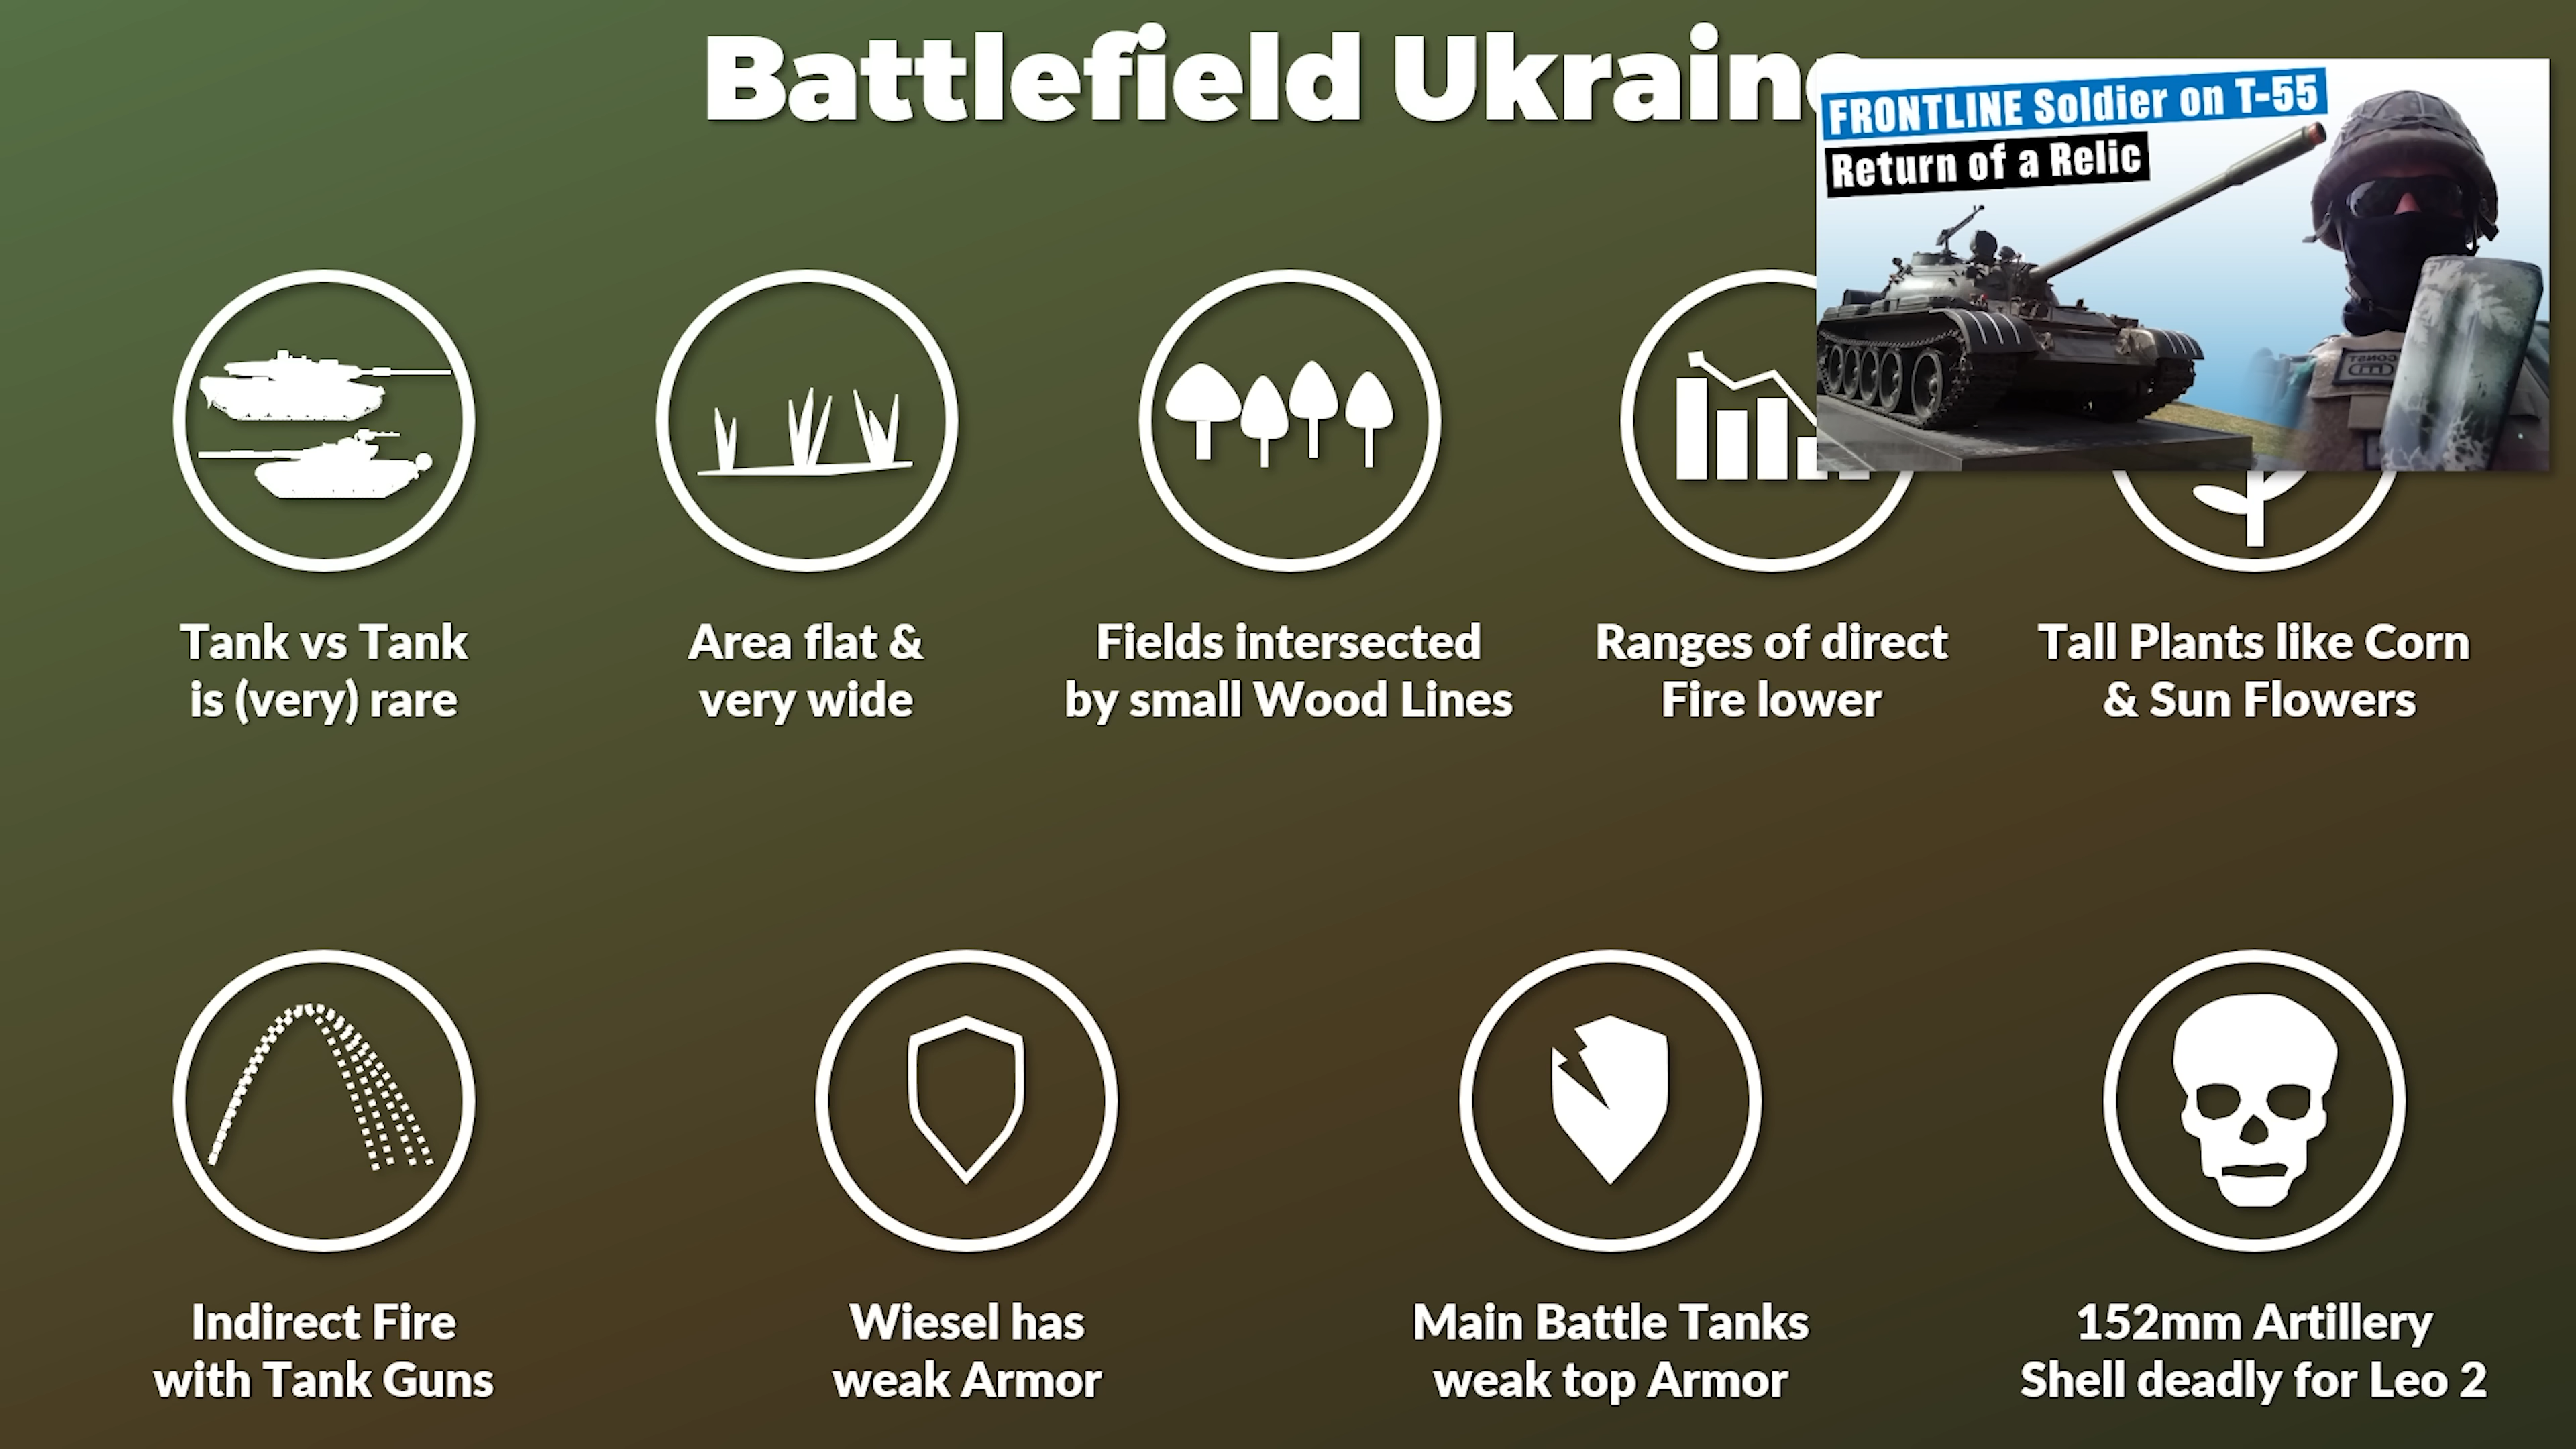 Battlefield Ukraine
FRONTLINE Soldier on T-55
Return of a Relic
Tank vs Tank
is (very) rare
Area flat &
very wide
Fields intersected
by small Wood Lines
Ranges of direct
Fire lower
Tall Plants like Corn
& Sun Flowers
Indirect Fire
with Tank Guns
Wiesel has
weak Armor
Main Battle Tanks
weak top Armor
152mm Artillery
Shell deadly for Leo 2